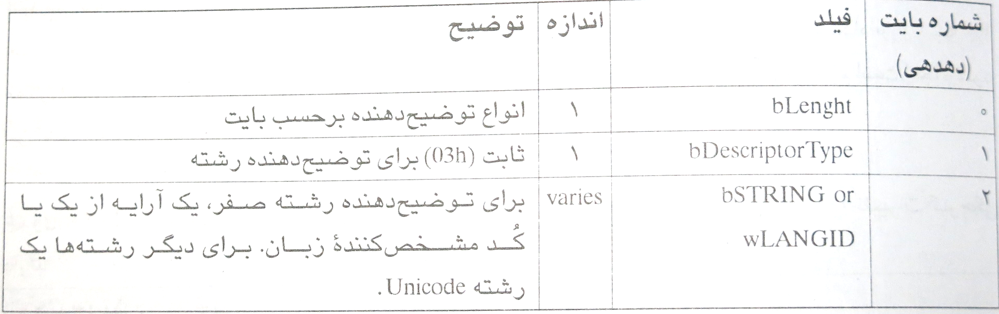 شماره بایت فیلد اندازه توضیح
(دهدهی)
۰ bLenght ۱ انواع توضیح‌دهنده برحسب بایت
۱ bDescriptorType ۱ ثابت (03h) برای توضیح‌دهنده رشته
۲ bSTRING or varies برای توضیح‌دهنده رشته صفر، یک آرایه از یک یا
wLANGID کُد مشخص‌کنندهٔ زبان. برای دیگر رشته‌ها یک
رشته Unicode.